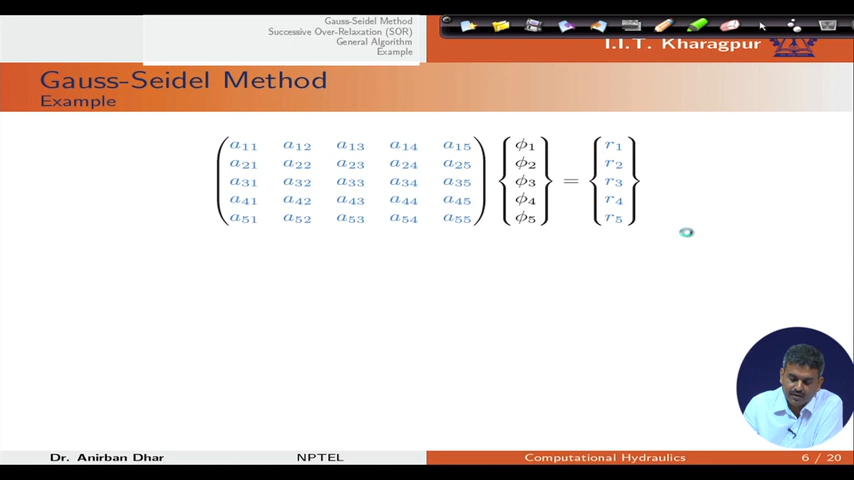 Gauss-Seidel Method
Successive Over-Relaxation (SOR)
General Algorithm
Example
I.I.T. Kharagpur
Gauss-Seidel Method
Example
a11 a12 a13 a14 a15 ϕ1 r1
a21 a22 a23 a24 a25 ϕ2 r2
a31 a32 a33 a34 a35 ϕ3 = r3
a41 a42 a43 a44 a45 ϕ4 r4
a51 a52 a53 a54 a55 ϕ5 r5
Dr. Anirban Dhar NPTEL Computational Hydraulics 6 / 20